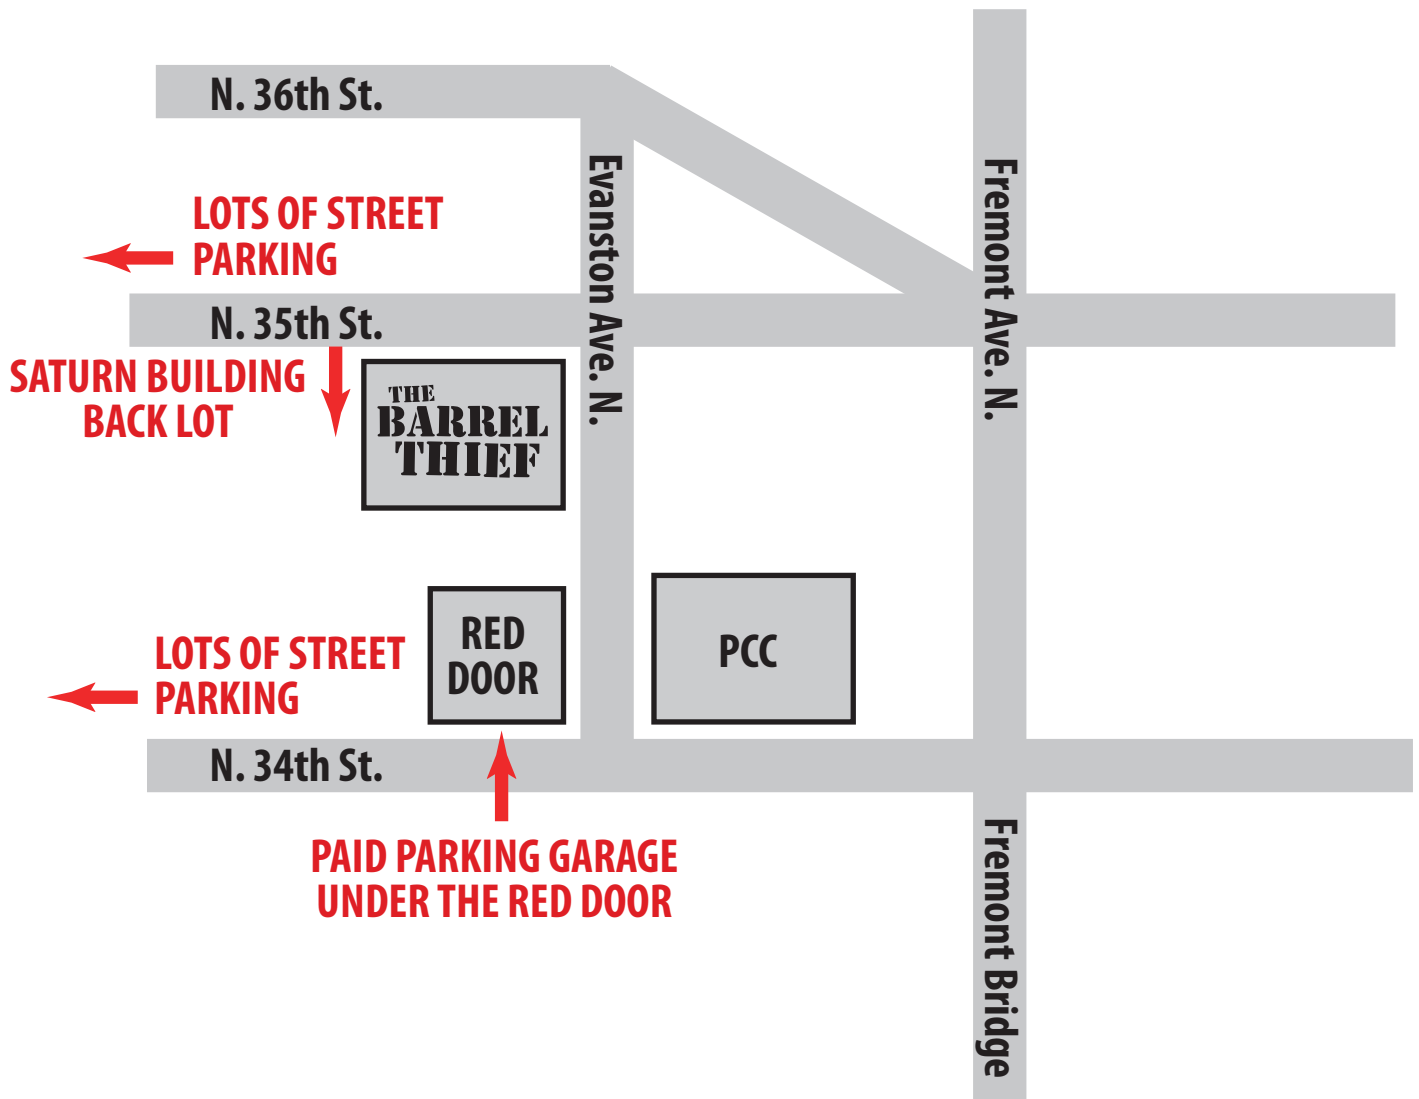 N. 36th St.
Evanston Ave. N.
Fremont Ave. N.
LOTS OF STREET
PARKING
N. 35th St.
SATURN BUILDING
BACK LOT
THE
BARREL
THIEF
RED
DOOR
PCC
LOTS OF STREET
PARKING
N. 34th St.
PAID PARKING GARAGE
UNDER THE RED DOOR
Fremont Bridge